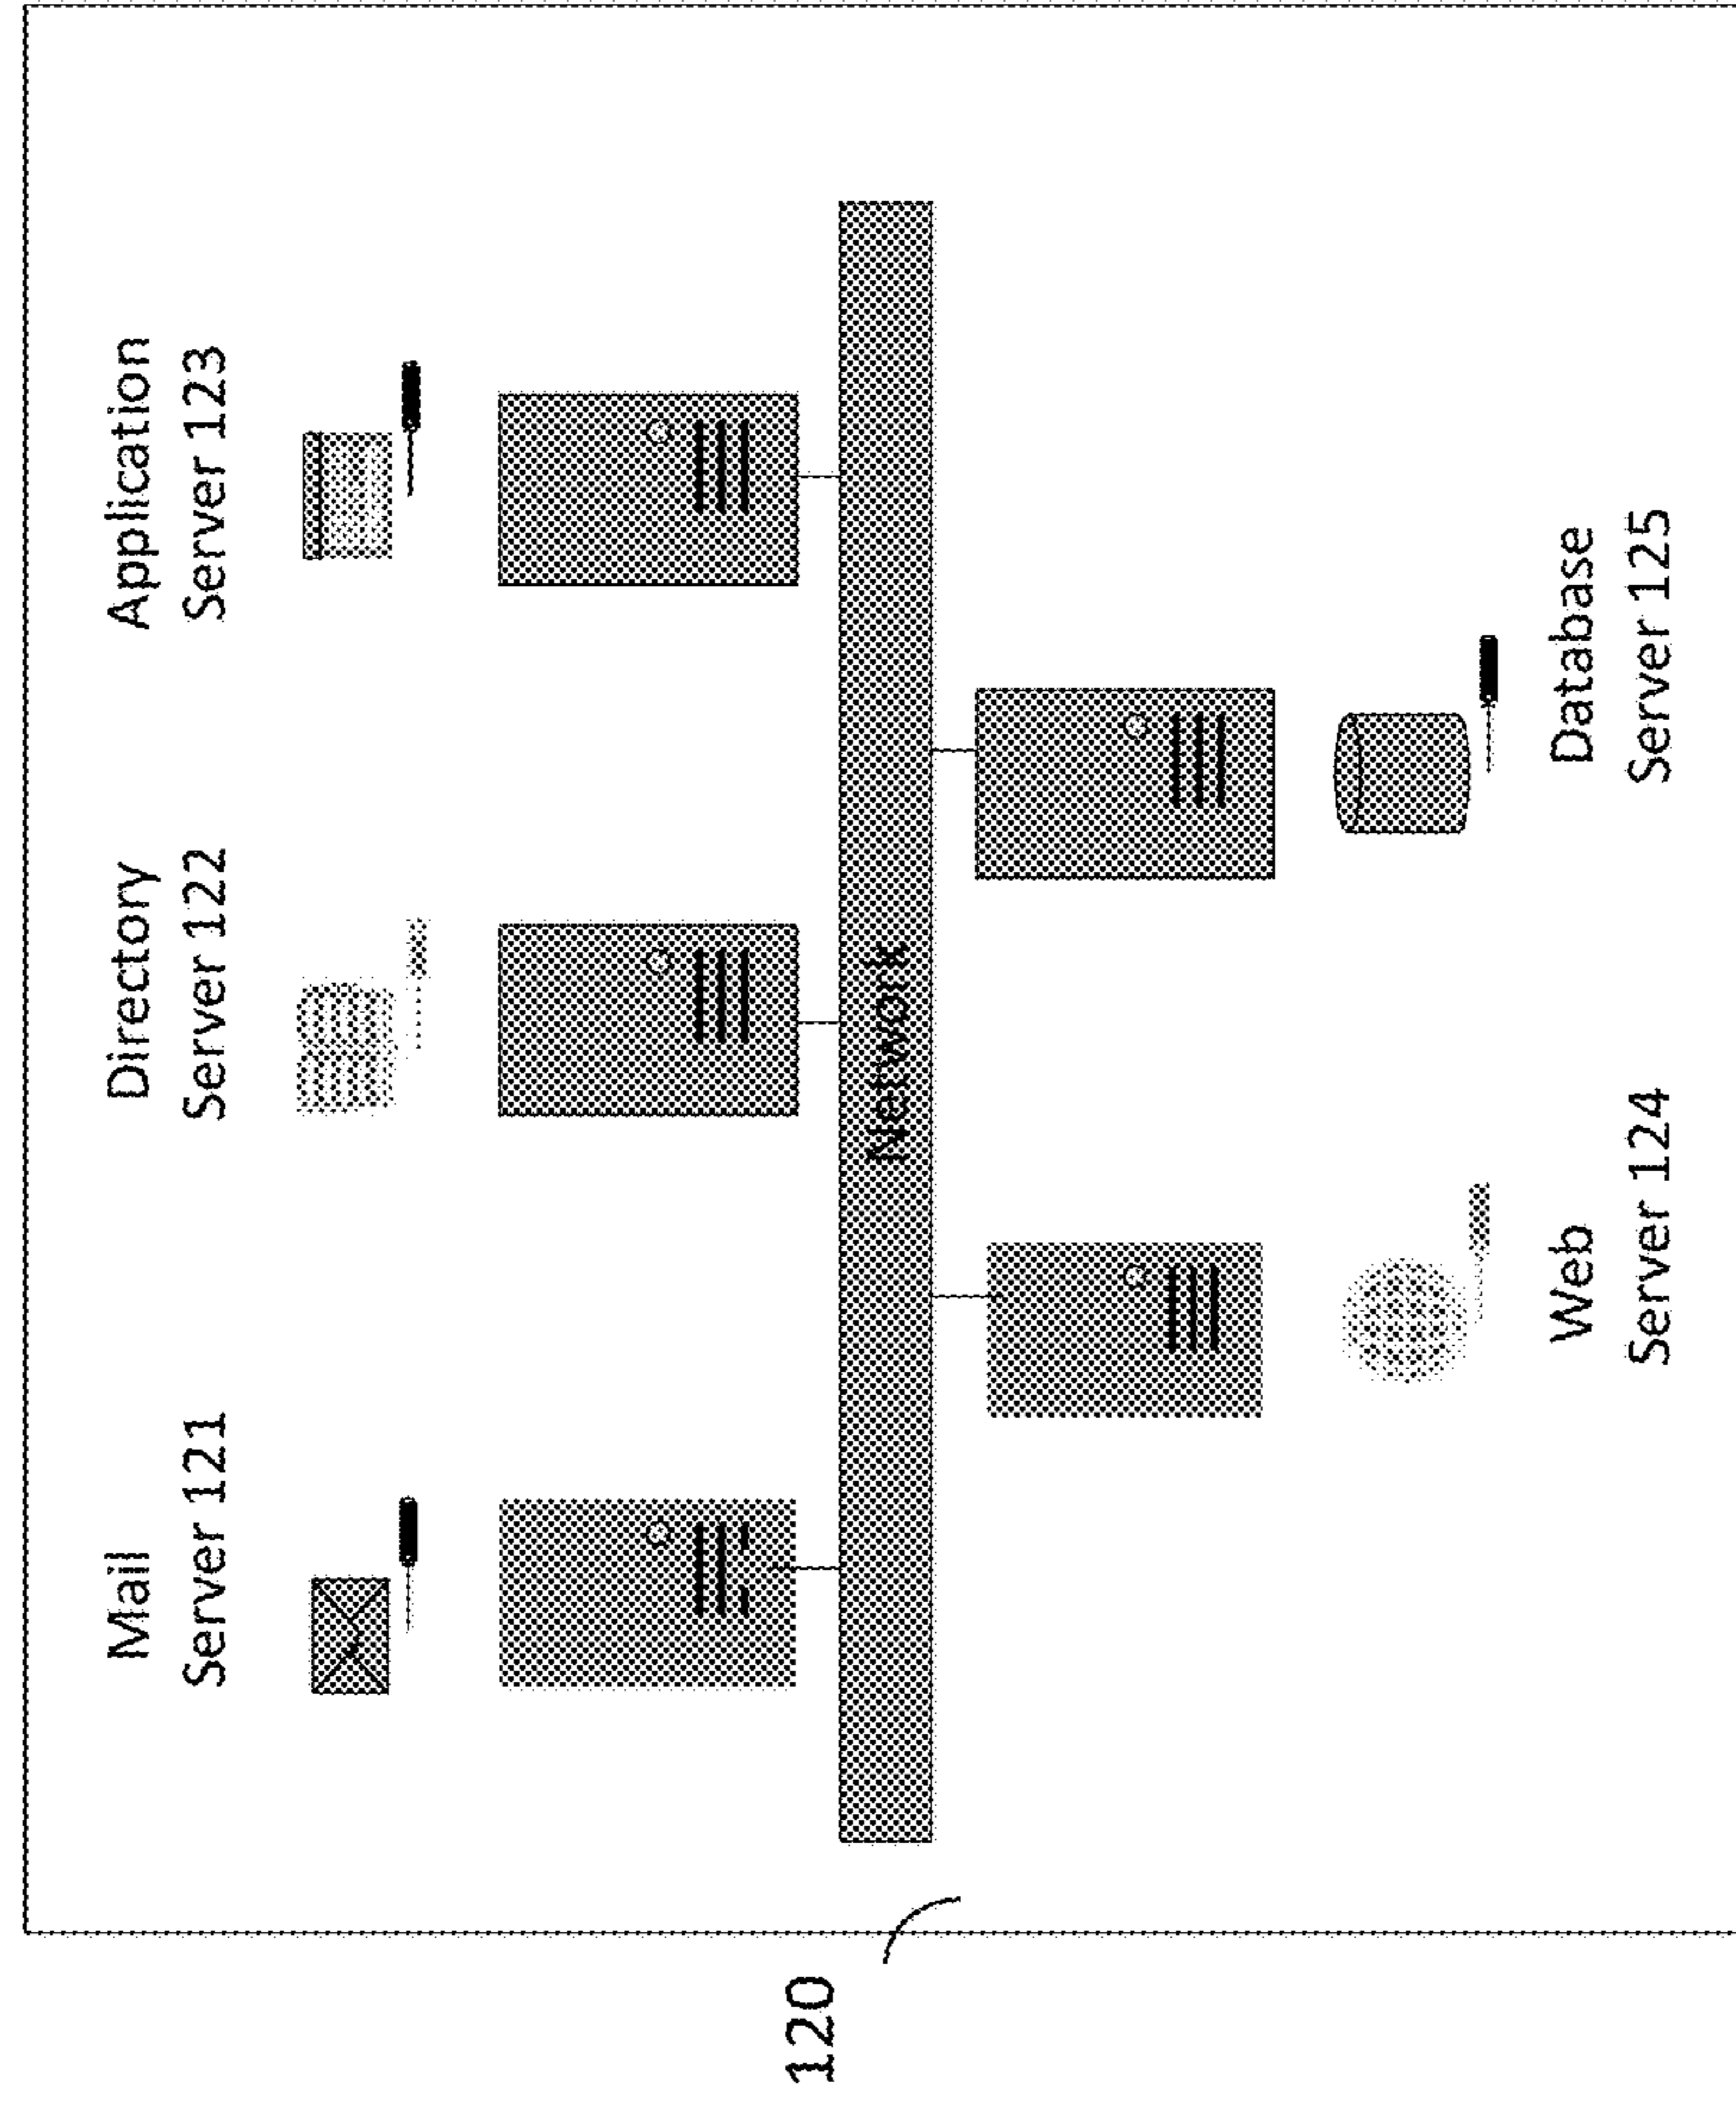 Mail
Server 121
Directory
Server 122
Application
Server 123
Network
Web
Server 124
Database
Server 125
120